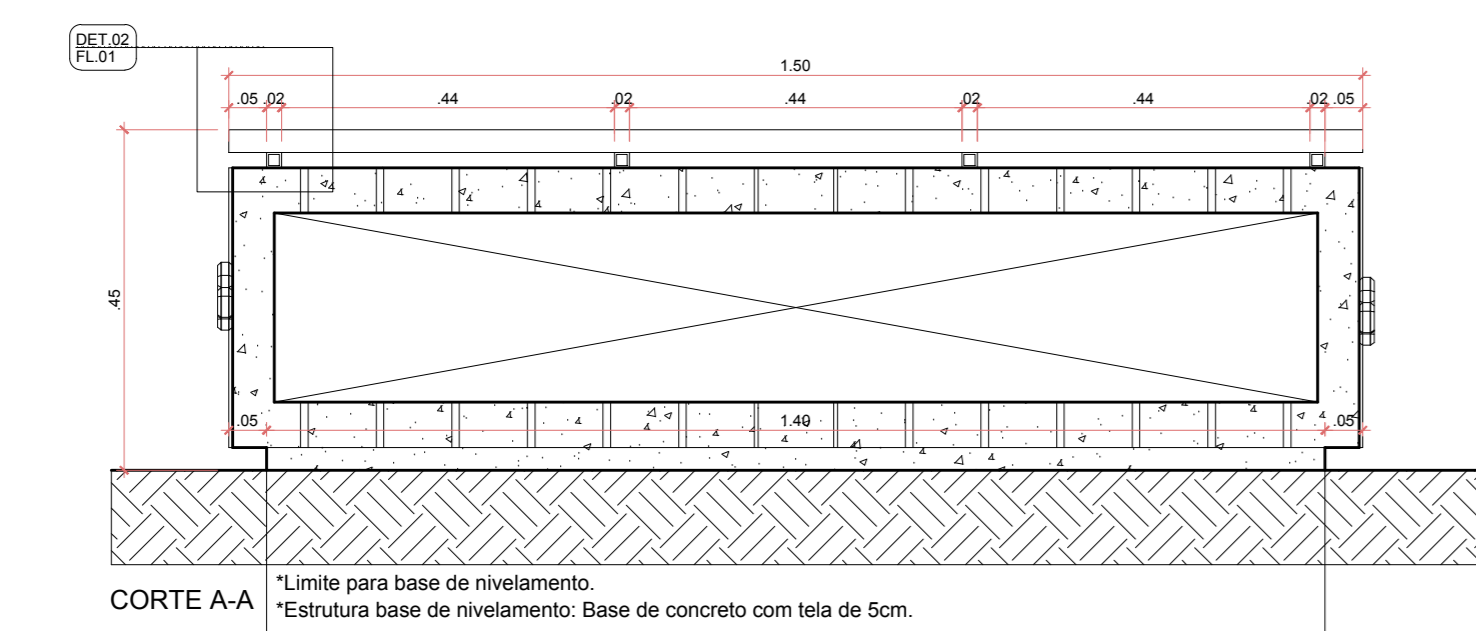 DET.02
FL.01
1.50
.05 .02 .44 .02 .44 .02 .44 .02 .05
.45
.05 1.40 .05
CORTE A-A
*Limite para base de nivelamento.
*Estrutura base de nivelamento: Base de concreto com tela de 5cm.